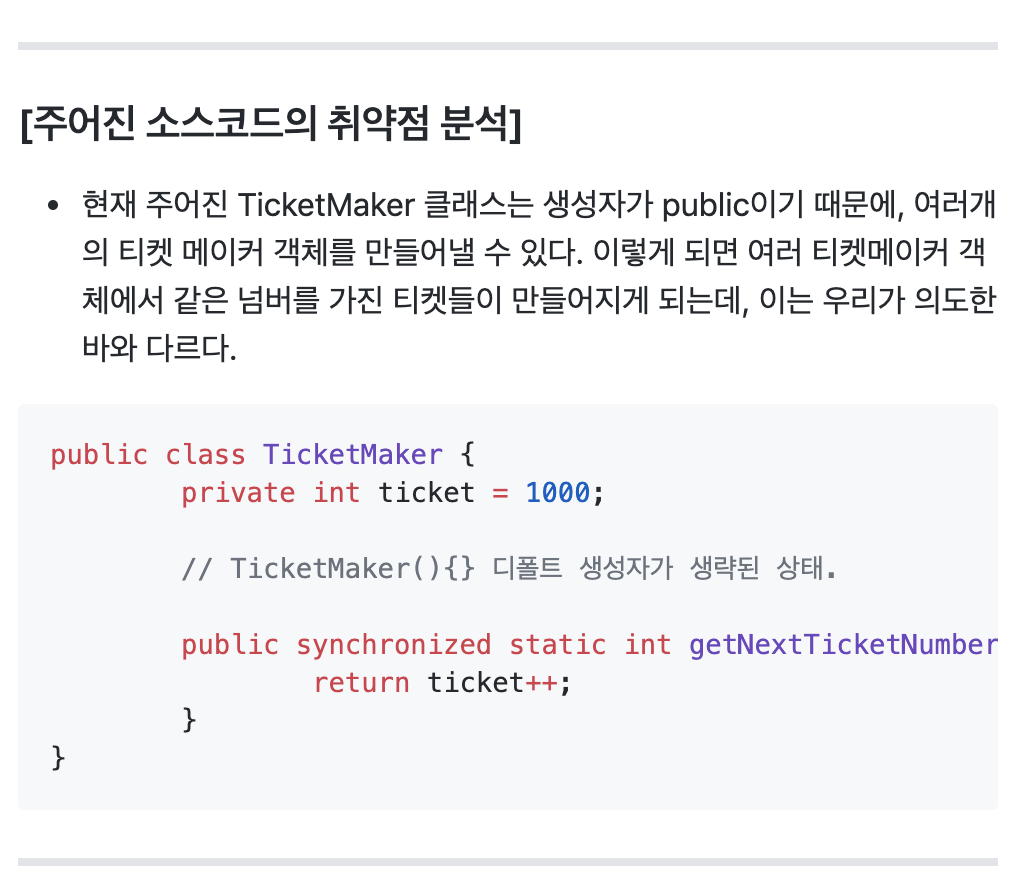 [주어진 소스코드의 취약점 분석]
• 현재 주어진 TicketMaker 클래스는 생성자가 public이기 때문에, 여러개
의 티켓 메이커 객체를 만들어낼 수 있다. 이렇게 되면 여러 티켓메이커 객
체에서 같은 넘버를 가진 티켓들이 만들어지게 되는데, 이는 우리가 의도한
바와 다르다.
public class TicketMaker {
private int ticket = 1000;
// TicketMaker(){} 디폴트 생성자가 생략된 상태.
public synchronized static int getNextTicketNumber
return ticket++;
}
}